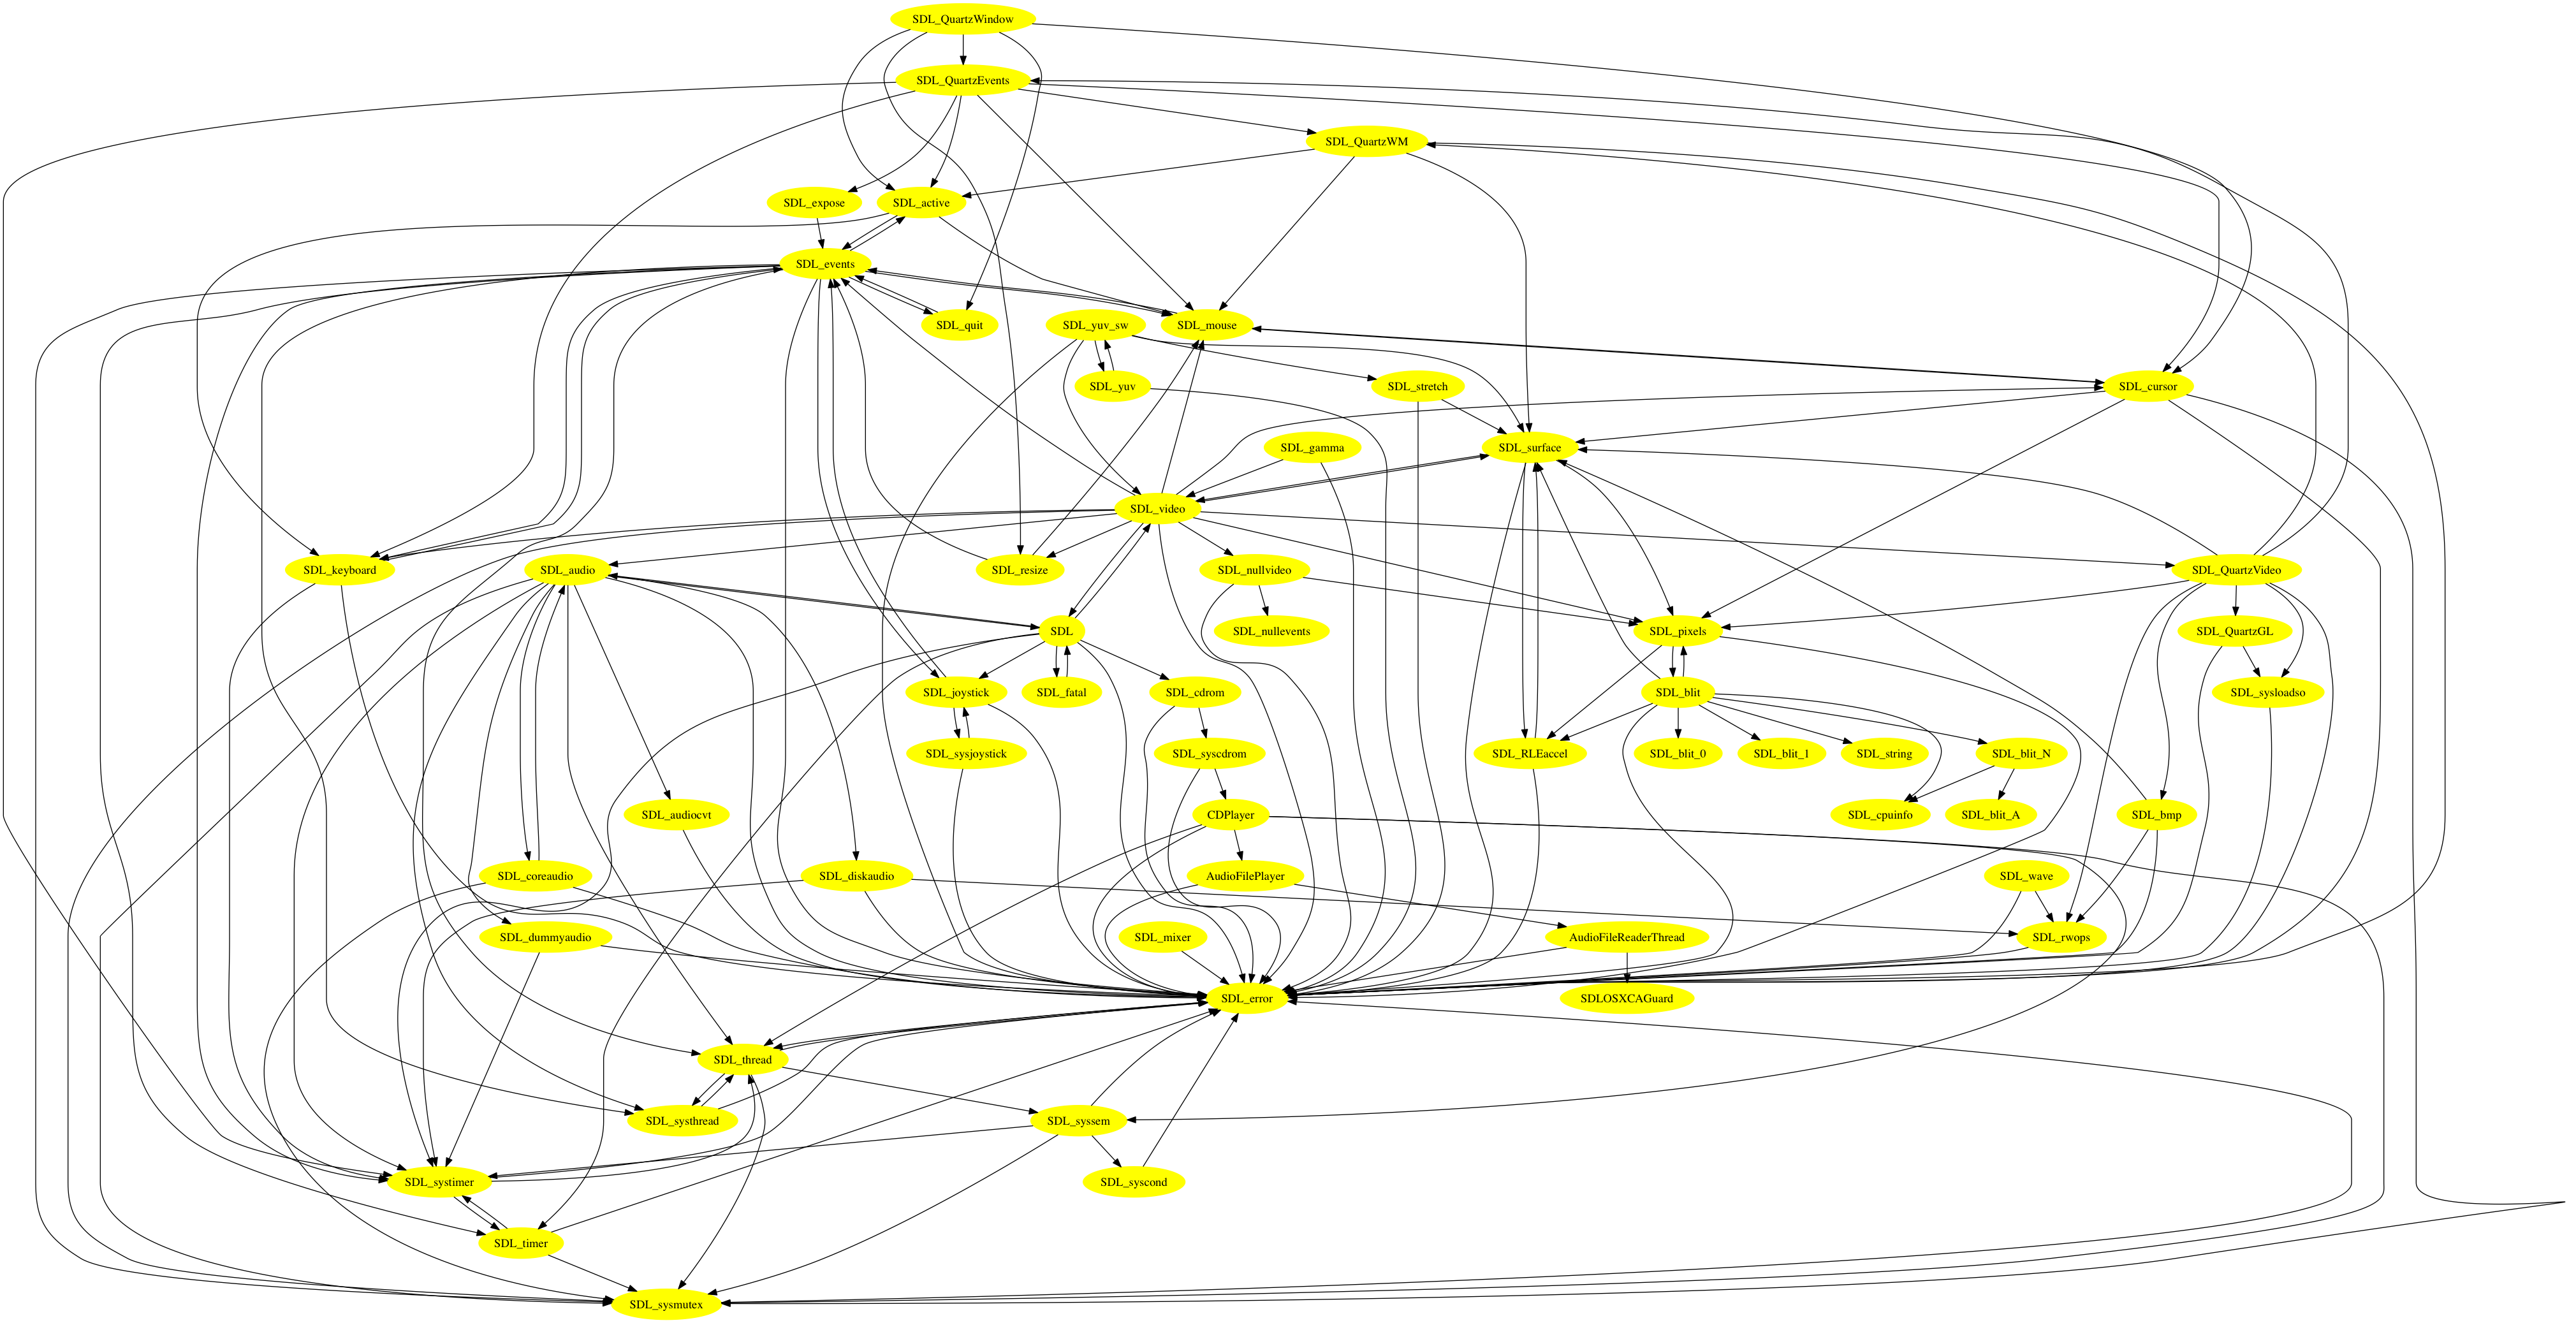 SDL_QuartzWindow
SDL_QuartzEvents
SDL_QuartzWM
SDL_expose
SDL_active
SDL_events
SDL_quit
SDL_yuv_sw
SDL_mouse
SDL_yuv
SDL_stretch
SDL_cursor
SDL_gamma
SDL_surface
SDL_video
SDL_keyboard
SDL_audio
SDL_resize
SDL_nullvideo
SDL_QuartzVideo
SDL
SDL_nullevents
SDL_pixels
SDL_QuartzGL
SDL_joystick
SDL_fatal
SDL_cdrom
SDL_blit
SDL_sysloadso
SDL_sysjoystick
SDL_syscdrom
SDL_RLEaccel
SDL_blit_0
SDL_blit_1
SDL_string
SDL_blit_N
SDL_audiocvt
CDPlayer
SDL_cpuinfo
SDL_blit_A
SDL_bmp
SDL_coreaudio
SDL_diskaudio
AudioFilePlayer
SDL_wave
SDL_dummyaudio
SDL_mixer
AudioFileReaderThread
SDL_rwops
SDL_error
SDLOSXCAGuard
SDL_thread
SDL_systhread
SDL_syssem
SDL_systimer
SDL_syscond
SDL_timer
SDL_sysmutex